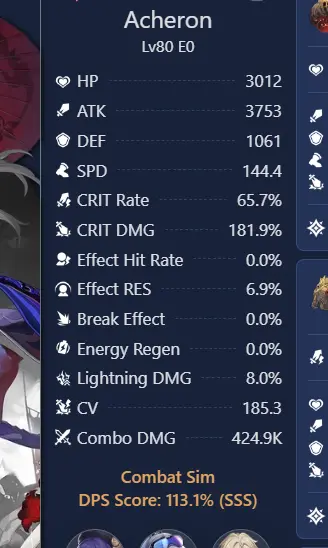 Acheron
Lv80 E0
HP 3012
ATK 3753
DEF 1061
SPD 144.4
CRIT Rate 65.7%
CRIT DMG 181.9%
Effect Hit Rate 0.0%
Effect RES 6.9%
Break Effect 0.0%
Energy Regen 0.0%
Lightning DMG 8.0%
CV 185.3
Combo DMG 424.9K
Combat Sim
DPS Score: 113.1% (SSS)